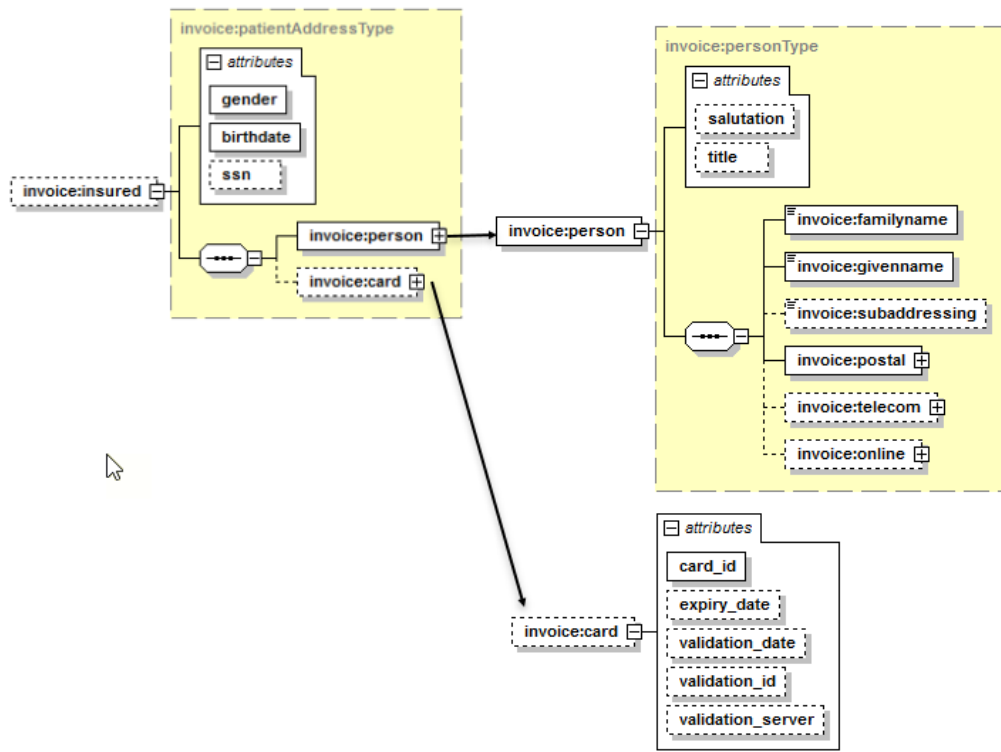 invoice:patientAddressType
attributes
gender
birthdate
ssn
invoice:insured
invoice:person
invoice:card
invoice:person
invoice:personType
attributes
salutation
title
invoice:familyname
invoice:givenname
invoice:subaddressing
invoice:postal
invoice:telecom
invoice:online
invoice:card
attributes
card_id
expiry_date
validation_date
validation_id
validation_server